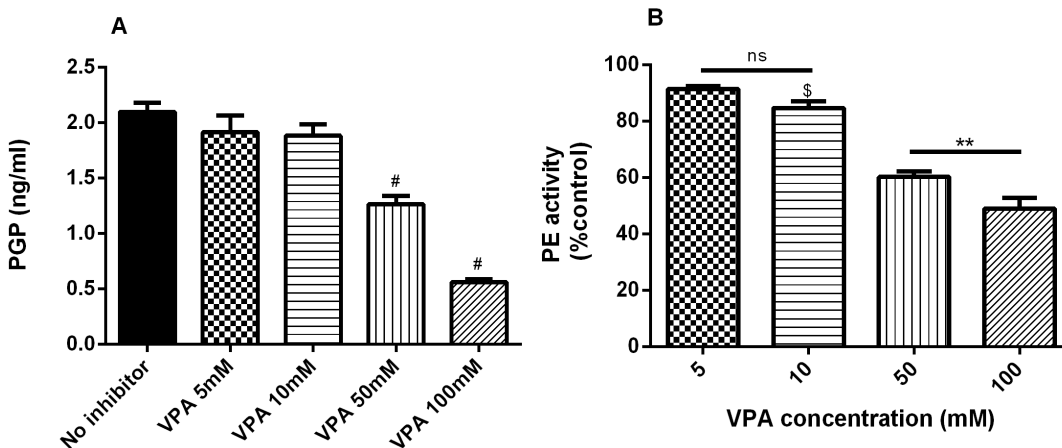 A
2.5
2.0
1.5
1.0
0.5
0.0
PGP (ng/ml)
#
#
No inhibitor
VPA 5mM
VPA 10mM
VPA 50mM
VPA 100mM
B
100
80
60
40
20
0
PE activity
(%control)
ns
$
**
5
10
50
100
VPA concentration (mM)